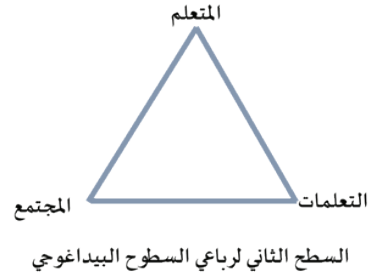 المتعلم
التعلمات
المجتمع
السطح الثاني لرباعي السطوح البيداغوجي